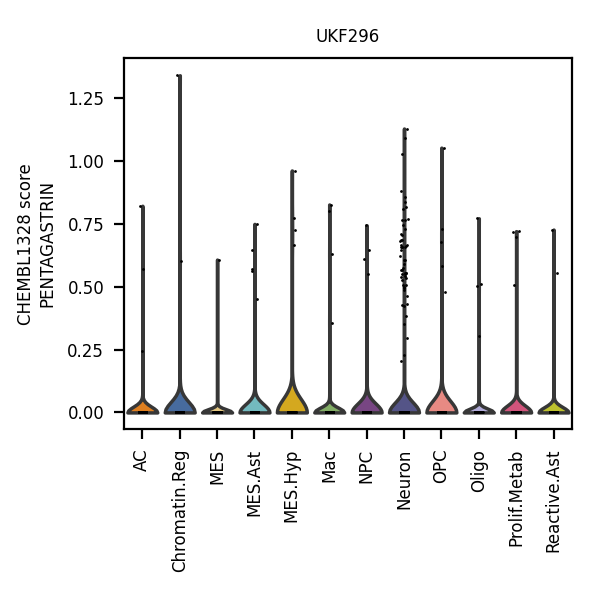 UKF296
CHEMBL1328 score
PENTAGASTRIN
1.25
1.00
0.75
0.50
0.25
0.00
AC
Chromatin.Reg
MES
MES.Ast
MES.Hyp
Mac
NPC
Neuron
OPC
Oligo
Prolif.Metab
Reactive.Ast